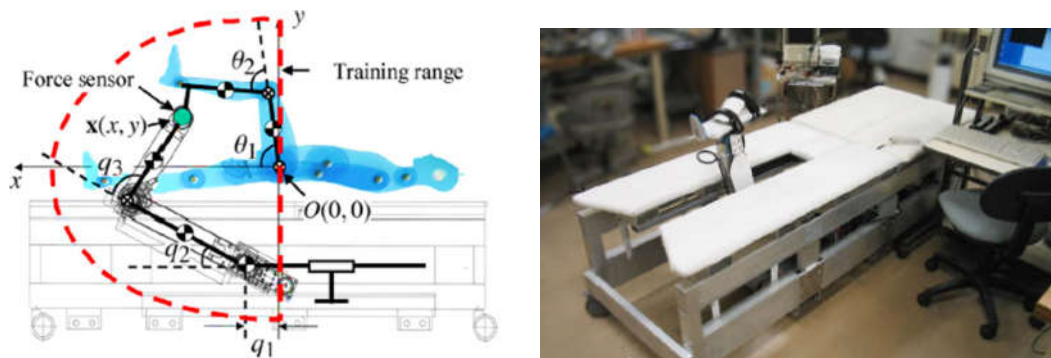 y
θ2
Training range
Force sensor
x(x, y)
θ1
q3
x
O(0, 0)
q2
q1